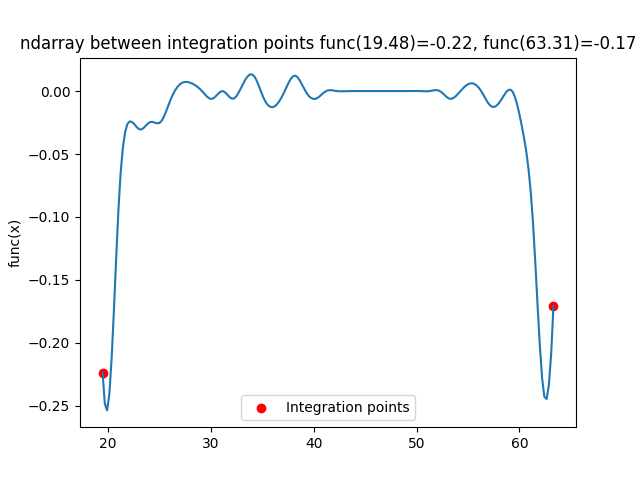 ndarray between integration points func(19.48)=-0.22, func(63.31)=-0.17
0.00
−0.05
−0.10
−0.15
−0.20
−0.25
func(x)
Integration points
20 30 40 50 60